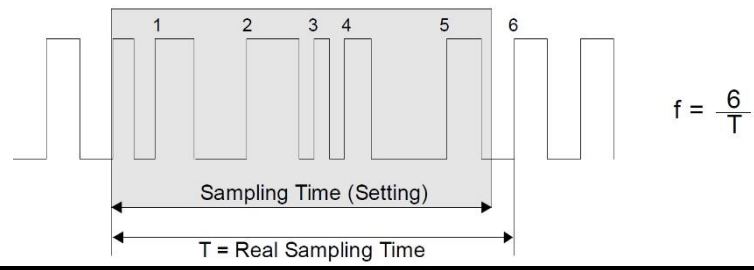 1 2 3 4 5 6
f = 6/T
Sampling Time (Setting)
T = Real Sampling Time